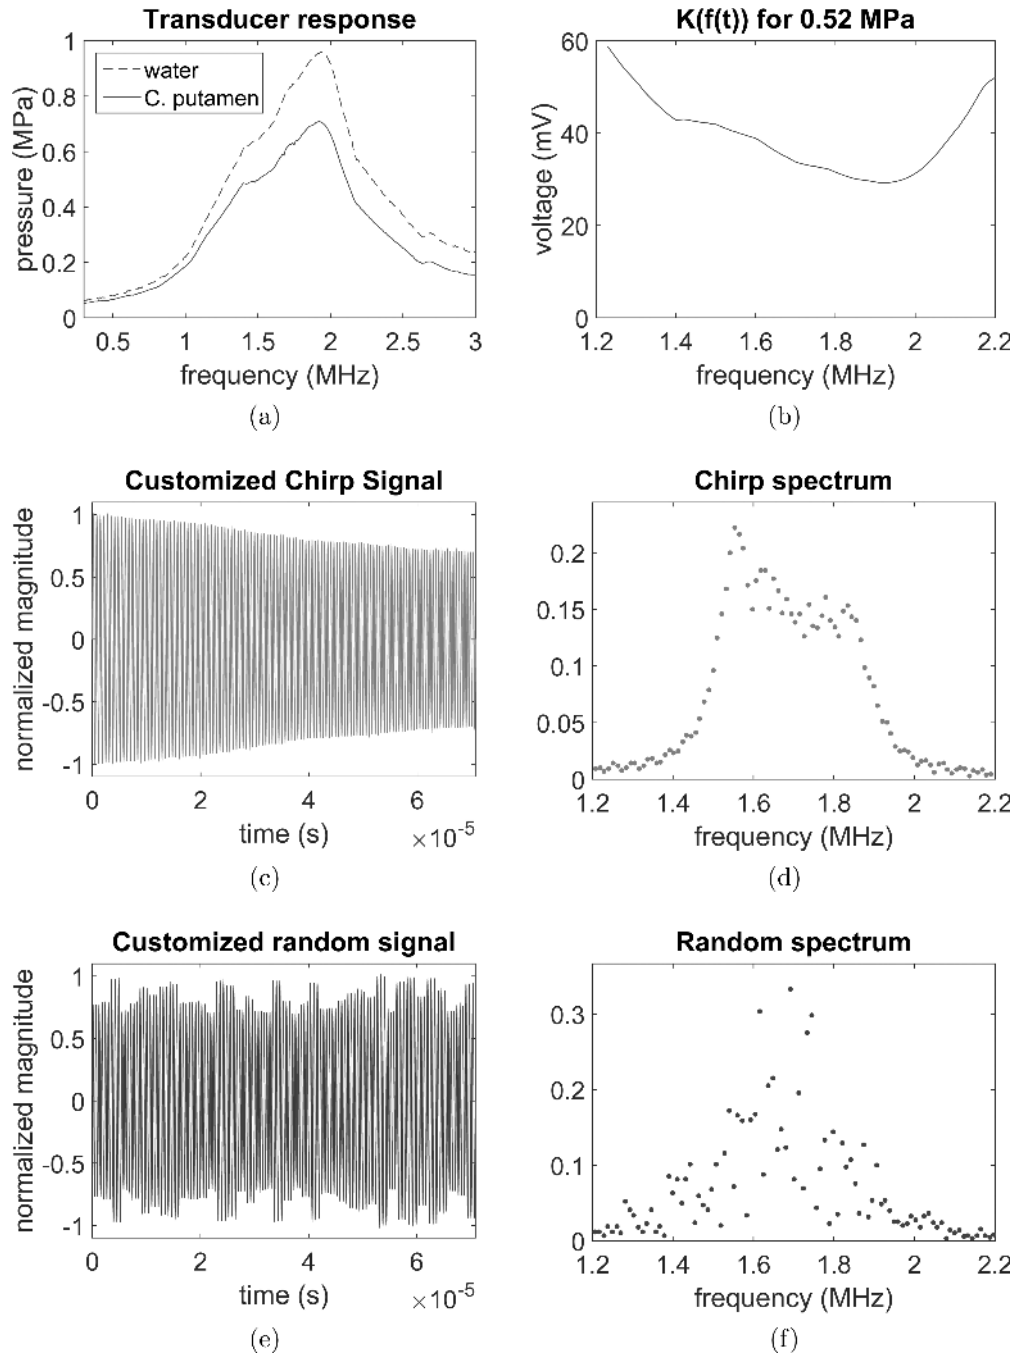 Transducer response
pressure (MPa)
1
0.8
0.6
0.4
0.2
0
water
C. putamen
0.5 1 1.5 2 2.5 3
frequency (MHz)
(a)
K(f(t)) for 0.52 MPa
voltage (mV)
60
40
20
0
1.2 1.4 1.6 1.8 2 2.2
frequency (MHz)
(b)
Customized Chirp Signal
normalized magnitude
1
0.5
0
-0.5
-1
0 2 4 6
time (s)
×10-5
(c)
Chirp spectrum
0.2
0.15
0.1
0.05
0
1.2 1.4 1.6 1.8 2 2.2
frequency (MHz)
(d)
Customized random signal
normalized magnitude
1
0.5
0
-0.5
-1
0 2 4 6
time (s)
×10-5
(e)
Random spectrum
0.3
0.2
0.1
0
1.2 1.4 1.6 1.8 2 2.2
frequency (MHz)
(f)